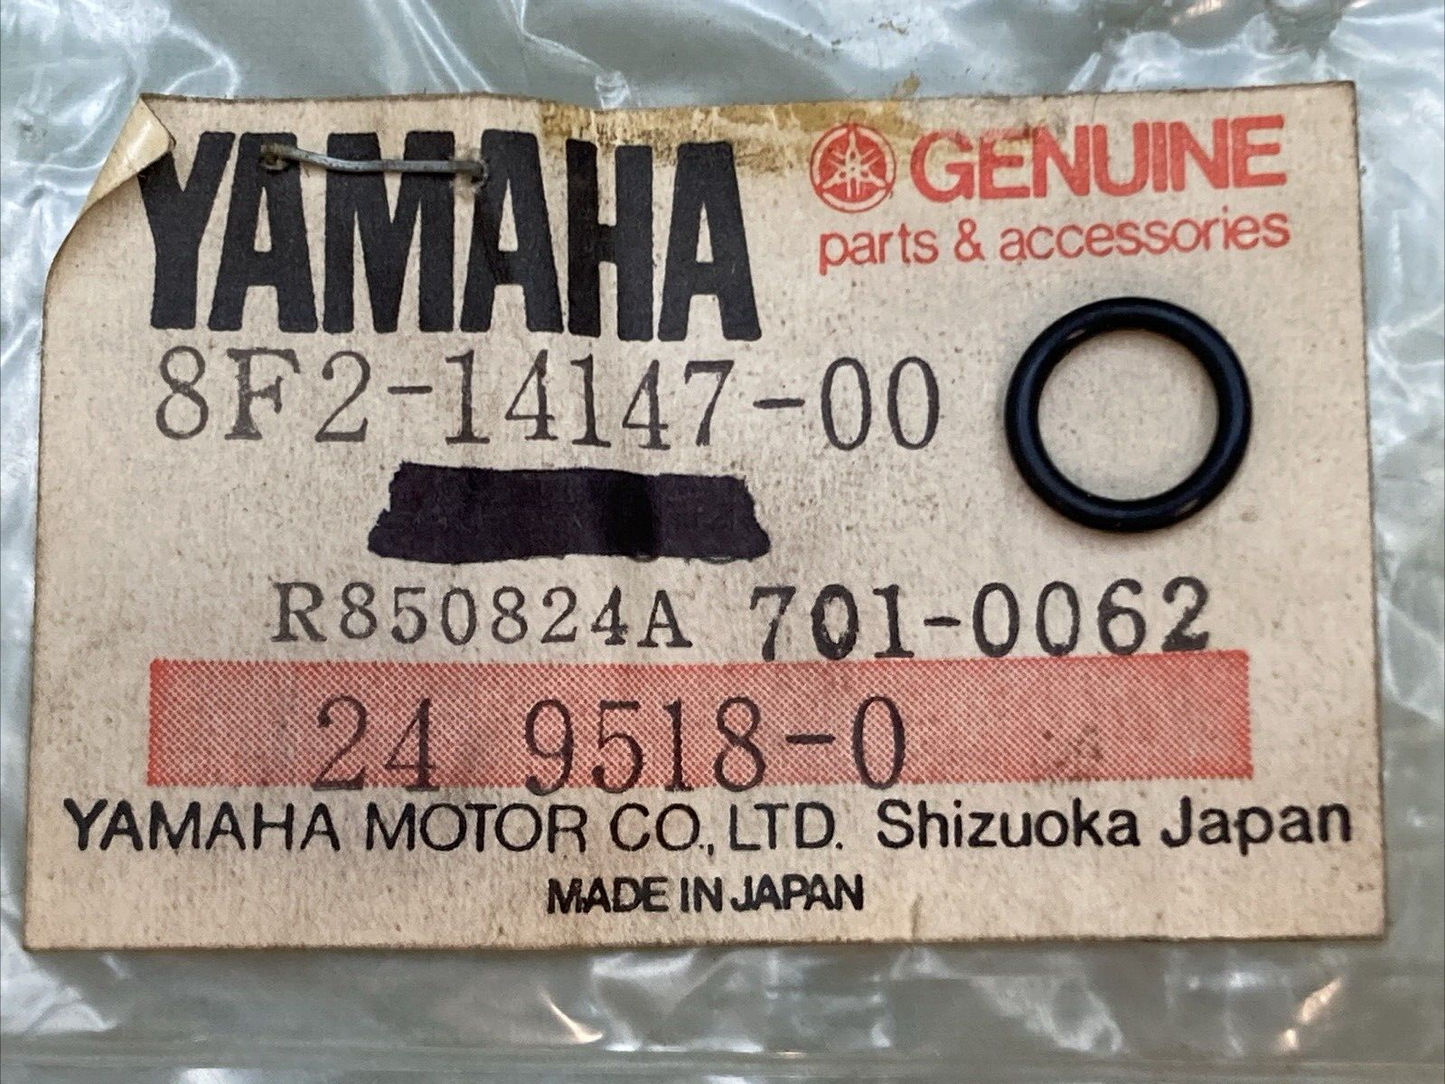 YAMAHA
GENUINE
parts & accessories
8F2-14147-00
R850824A 701-0062
24 9518-0
YAMAHA MOTOR CO., LTD. Shizuoka Japan
MADE IN JAPAN